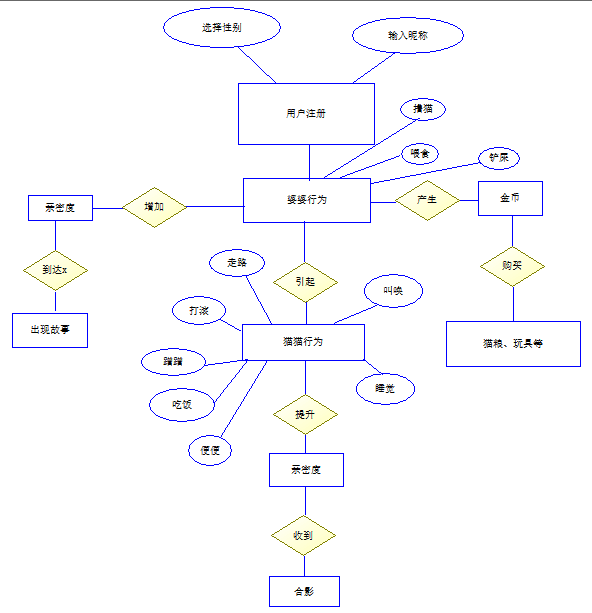 选择性别
输入昵称
用户注册
撸猫
喂食
铲屎
亲密度
增加
婆婆行为
产生
金币
到达x
走路
引起
叫唤
购买
出现故事
打滚
猫猫行为
猫粮、玩具等
蹭蹭
睡觉
吃饭
提升
便便
亲密度
收到
合影